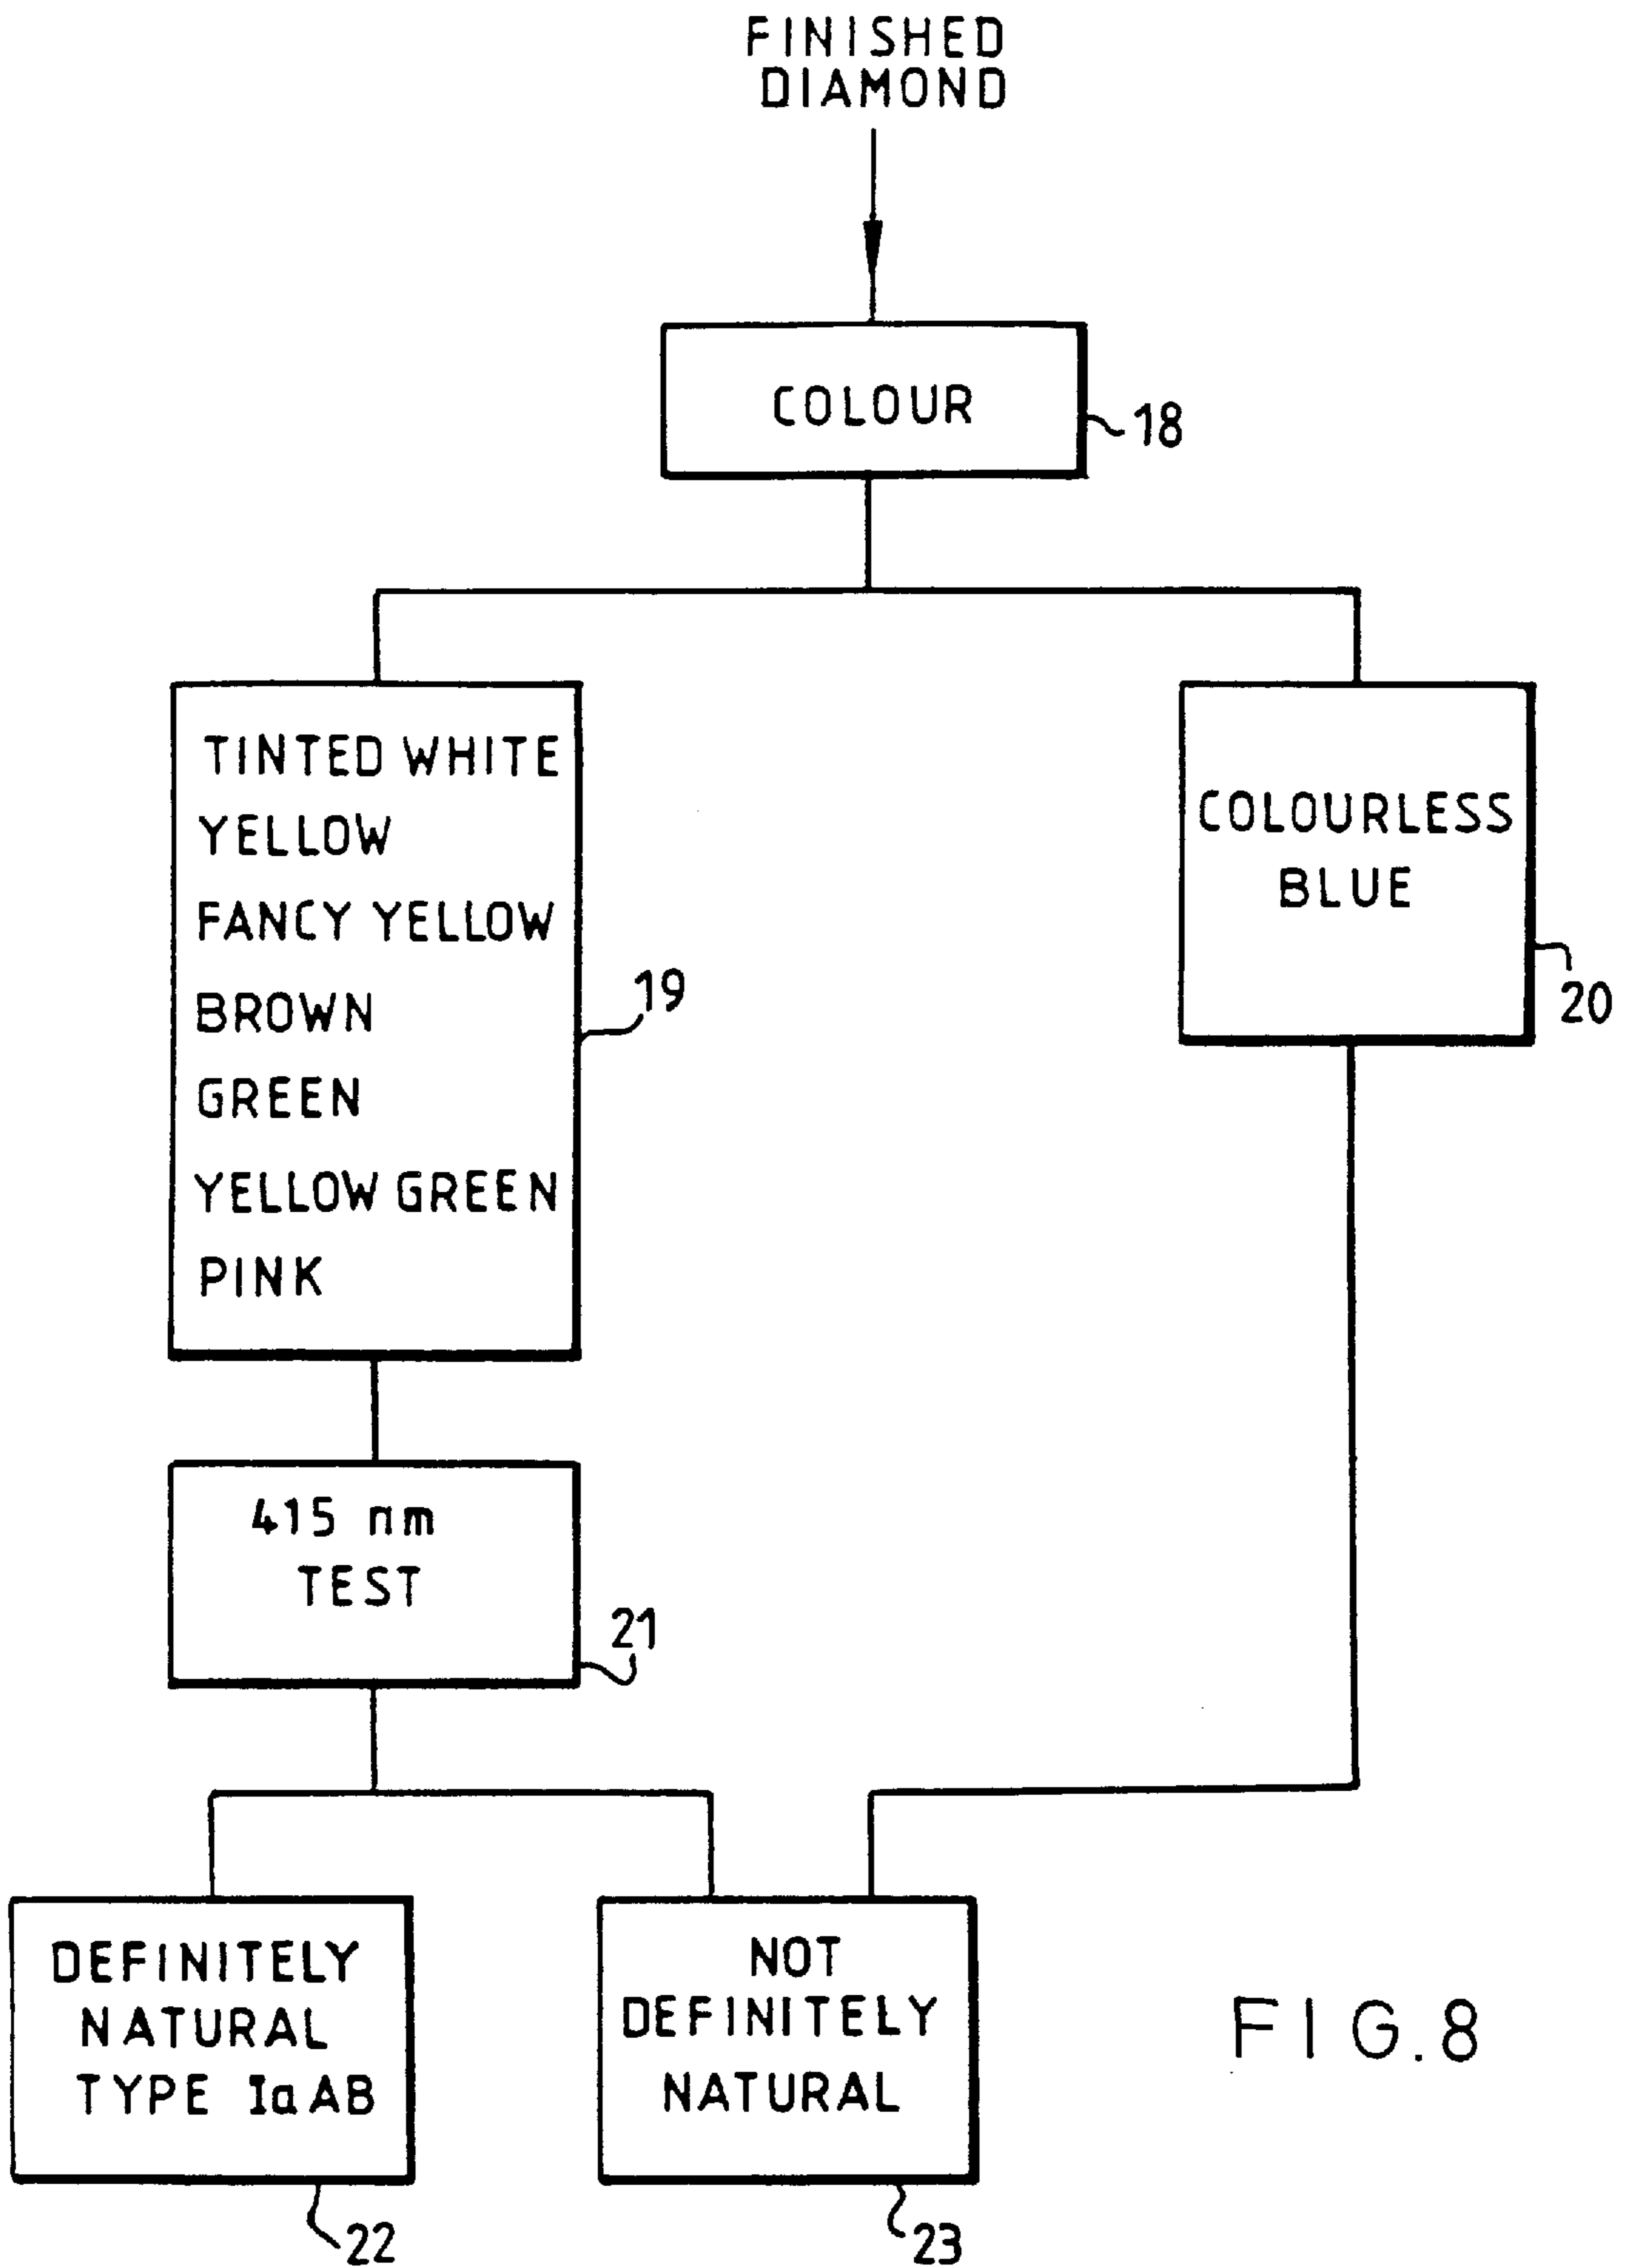 FINISHED
DIAMOND
COLOUR
18
TINTED WHITE
YELLOW
FANCY YELLOW
BROWN
GREEN
YELLOW GREEN
PINK
19
COLOURLESS
BLUE
20
415 nm
TEST
21
DEFINITELY
NATURAL
TYPE IaAB
22
NOT
DEFINITELY
NATURAL
23
FIG.8